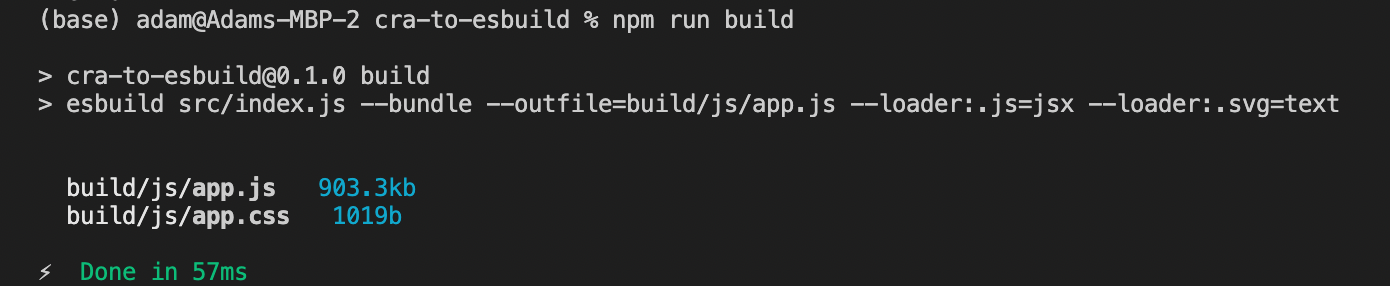 (base) adam@Adams-MBP-2 cra-to-esbuild % npm run build
> cra-to-esbuild@0.1.0 build
> esbuild src/index.js --bundle --outfile=build/js/app.js --loader:.js=jsx --loader:.svg=text
build/js/app.js 903.3kb
build/js/app.css 1019b
⚡ Done in 57ms